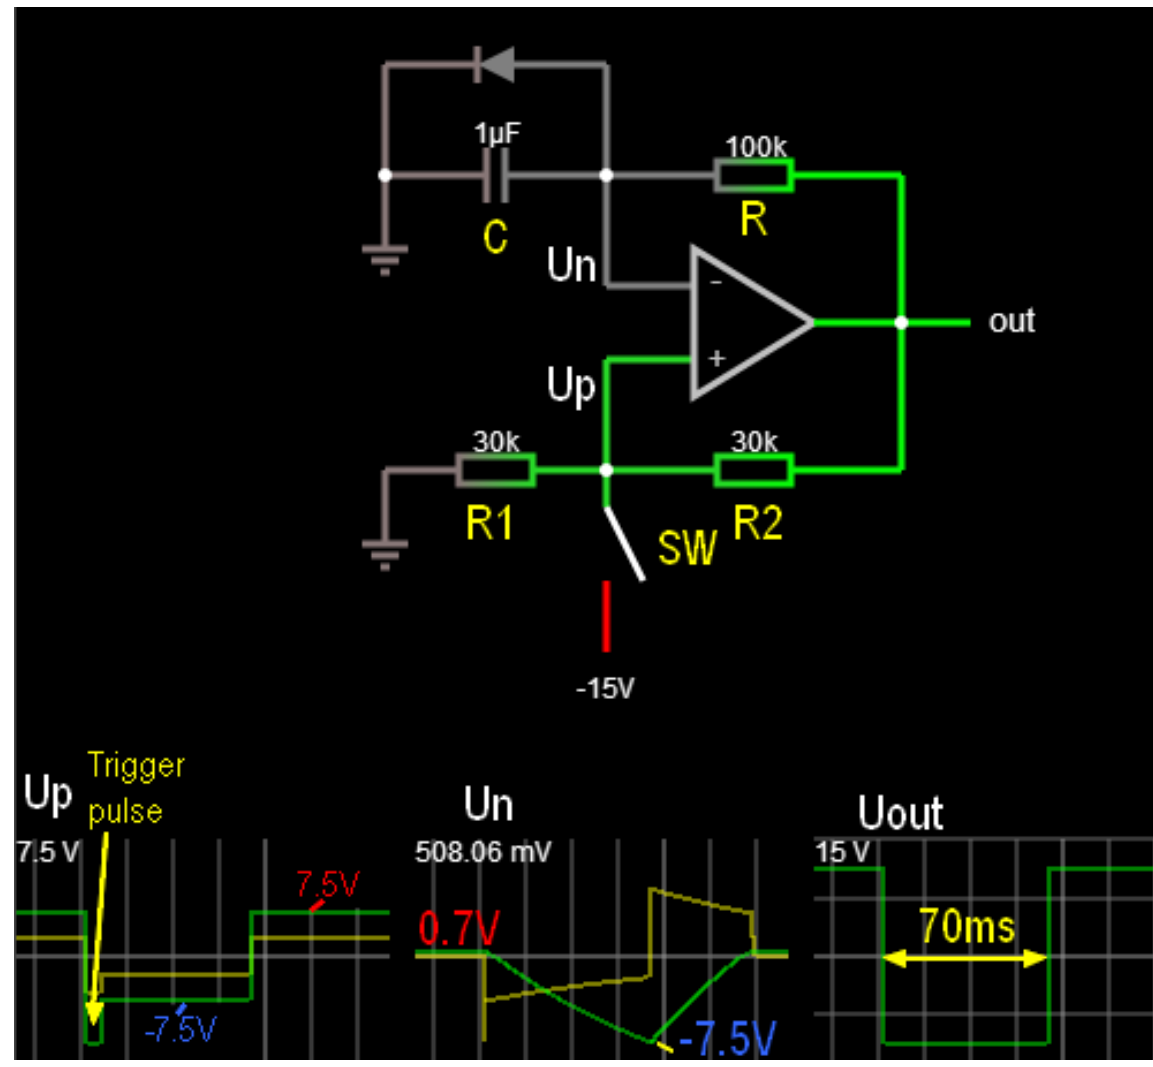 1µF
100k
C
R
Un
-
out
+
Up
30k
30k
R1
R2
SW
-15V
Trigger
pulse
Up
Un
Uout
7.5 V
508.06 mV
15 V
7.5V
0.7V
70ms
-7.5V
-7.5V